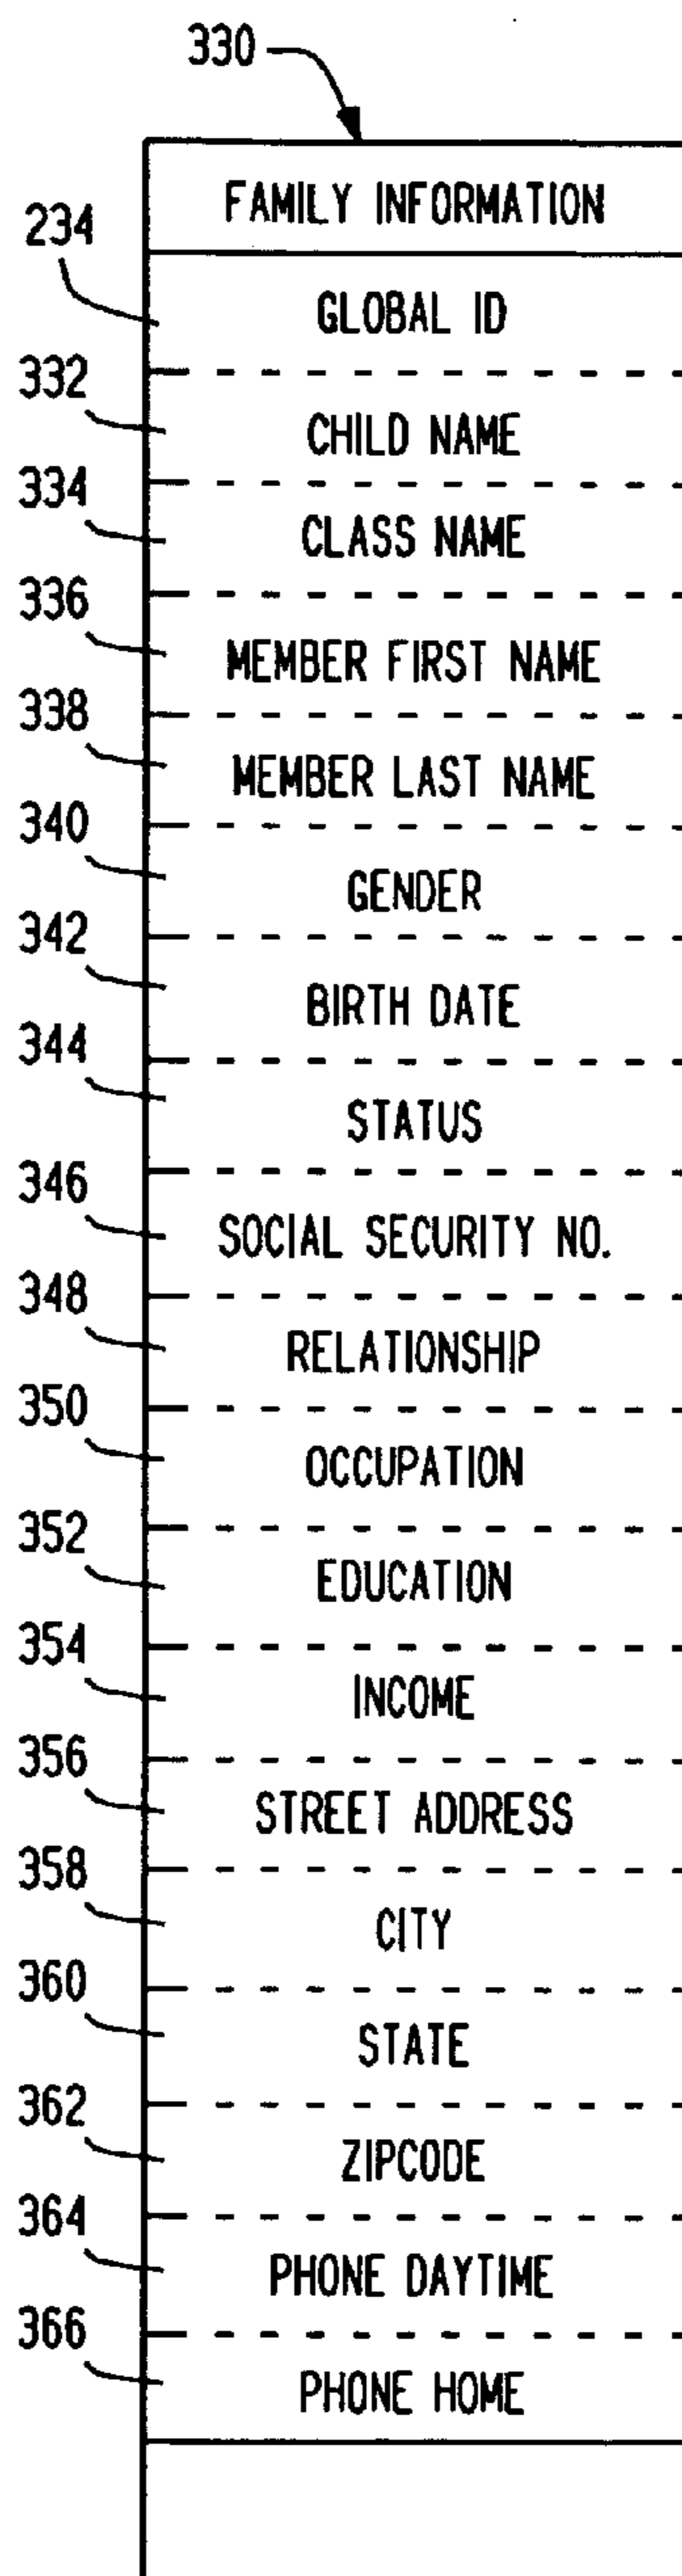 330
FAMILY INFORMATION
234
GLOBAL ID
332
CHILD NAME
334
CLASS NAME
336
MEMBER FIRST NAME
338
MEMBER LAST NAME
340
GENDER
342
BIRTH DATE
344
STATUS
346
SOCIAL SECURITY NO.
348
RELATIONSHIP
350
OCCUPATION
352
EDUCATION
354
INCOME
356
STREET ADDRESS
358
CITY
360
STATE
362
ZIPCODE
364
PHONE DAYTIME
366
PHONE HOME